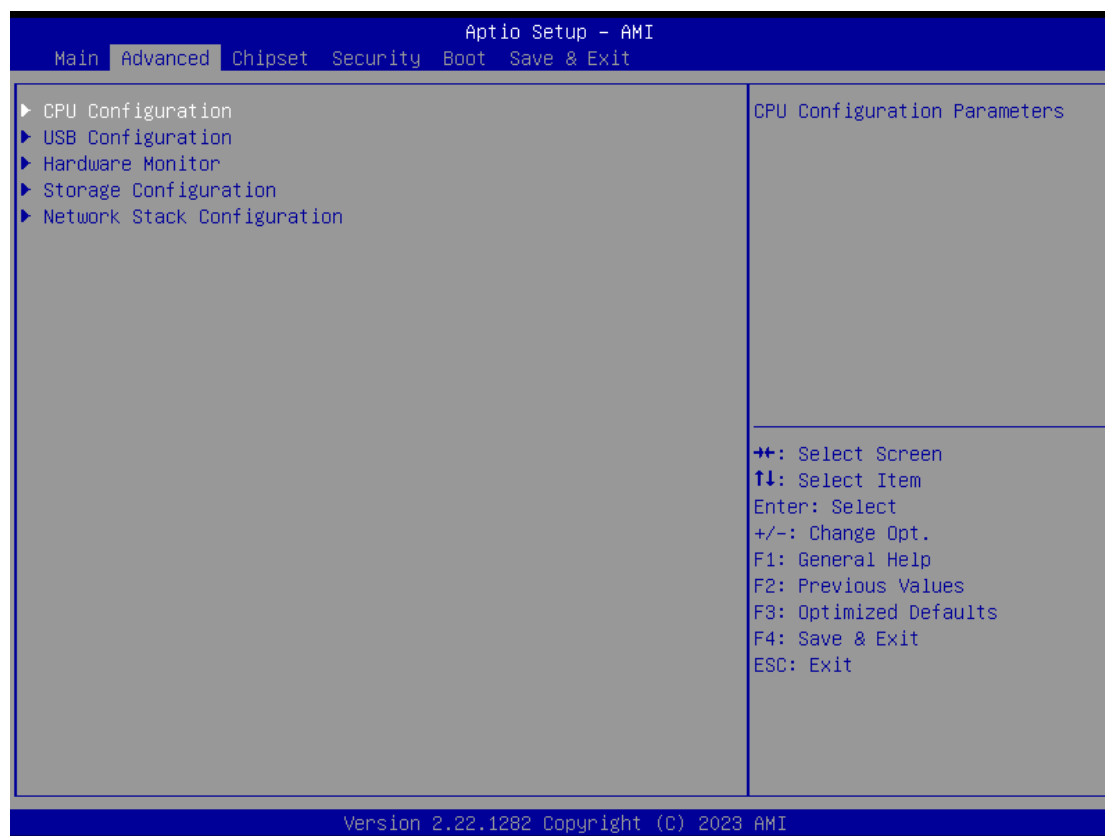 Aptio Setup – AMI
Main Advanced Chipset Security Boot Save & Exit
▶ CPU Configuration
▶ USB Configuration
▶ Hardware Monitor
▶ Storage Configuration
▶ Network Stack Configuration
CPU Configuration Parameters
→←: Select Screen
↑↓: Select Item
Enter: Select
+/-: Change Opt.
F1: General Help
F2: Previous Values
F3: Optimized Defaults
F4: Save & Exit
ESC: Exit
Version 2.22.1282 Copyright (C) 2023 AMI